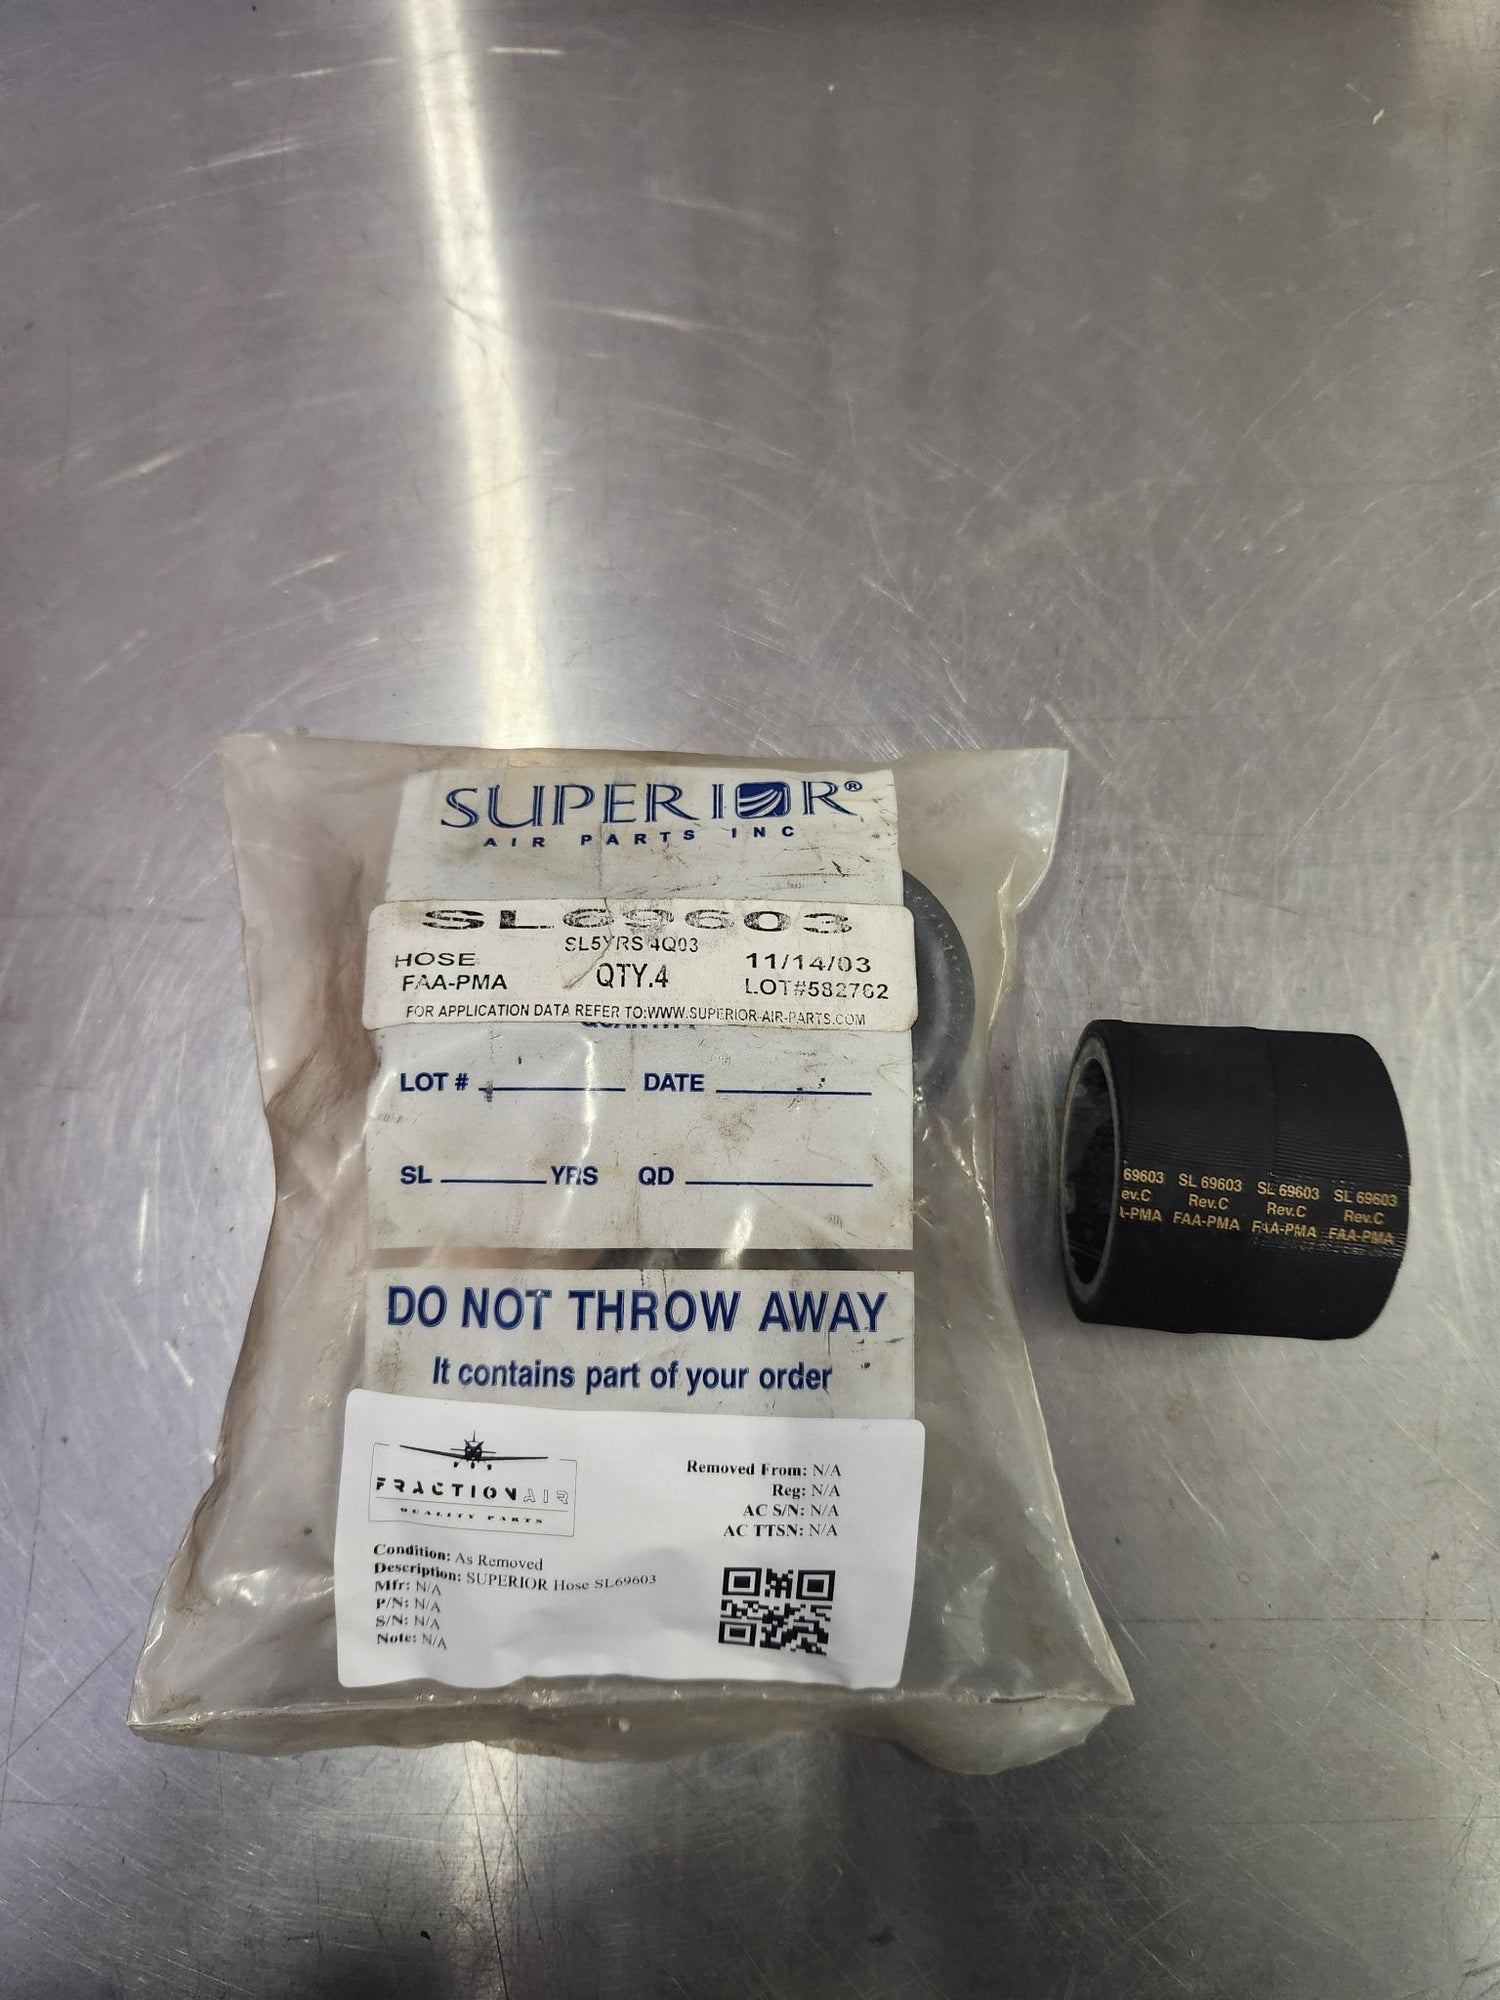 SUPERIOR®
AIR PARTS INC
SL69603
SL5YRS 4Q03
HOSE
11/14/03
FAA-PMA
QTY.4
LOT#582762
FOR APPLICATION DATA REFER TO:WWW.SUPERIOR-AIR-PARTS.COM
LOT #
DATE
SL
YRS
QD
DO NOT THROW AWAY
It contains part of your order
FRACTIONAIR
QUALITY PARTS
Removed From: N/A
Reg: N/A
AC S/N: N/A
AC TTSN: N/A
Condition: As Removed
Description: SUPERIOR Hose SL69603
Mfr: N/A
P/N: N/A
S/N: N/A
Note: N/A
69603 SL 69603 SL 69603 SL 69603
ev.C Rev.C Rev.C Rev.C
-PMA FAA-PMA FAA-PMA FAA-PMA